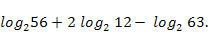 log₂56 + 2 log₂ 12 − log₂ 63.